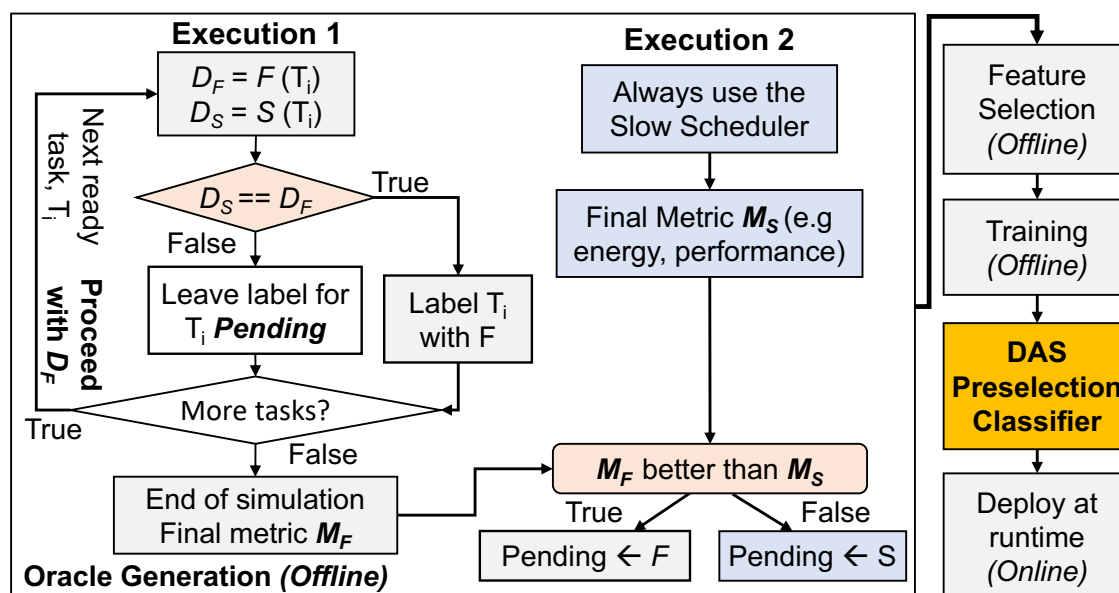 Execution 1
D_F = F (T_i)
D_S = S (T_i)
Next ready
task, T_i
D_S == D_F
True
False
Leave label for
T_i Pending
Label T_i
with F
Proceed
with D_F
More tasks?
True
False
End of simulation
Final metric M_F
Oracle Generation (Offline)
Execution 2
Always use the
Slow Scheduler
Final Metric M_S (e.g
energy, performance)
M_F better than M_S
True
False
Pending ← F
Pending ← S
Feature
Selection
(Offline)
Training
(Offline)
DAS
Preselection
Classifier
Deploy at
runtime
(Online)